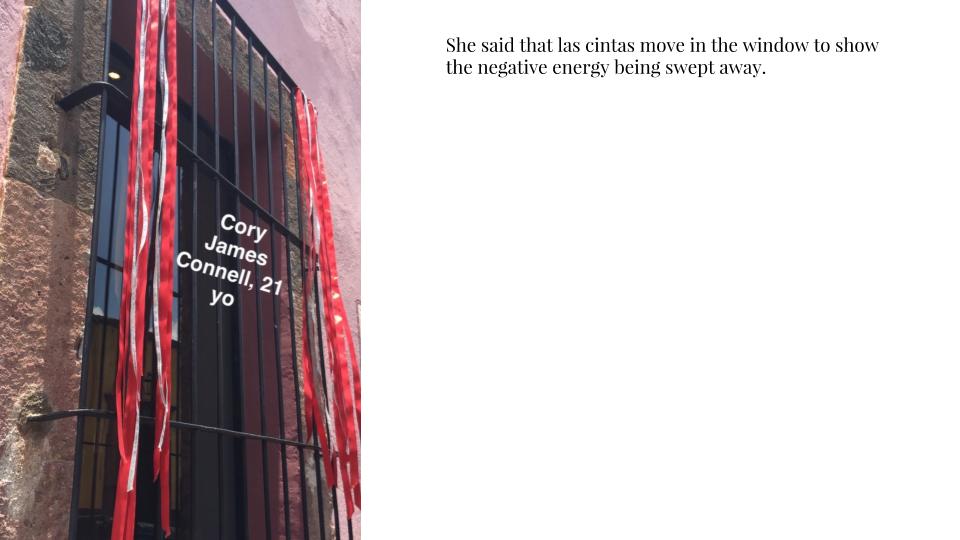 Cory
James
Connell, 21
yo
She said that las cintas move in the window to show
the negative energy being swept away.